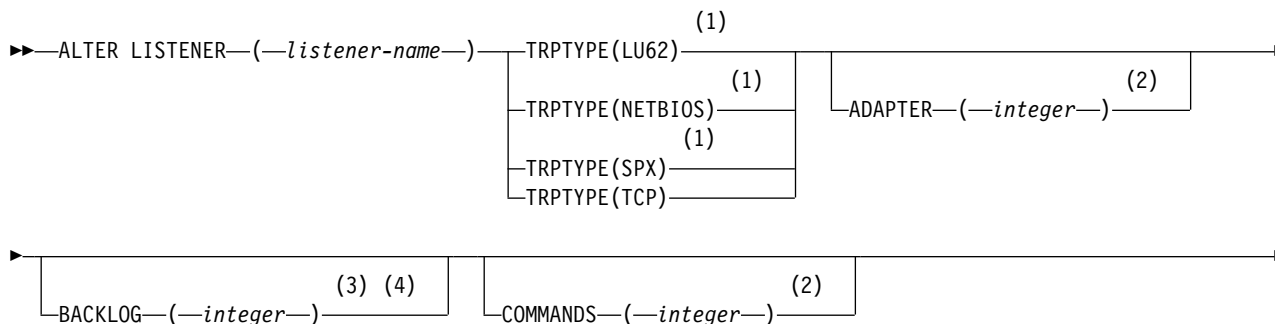 (1)
ALTER LISTENER ( listener-name ) TRPTYPE(LU62)
(1) (2)
TRPTYPE(NETBIOS) ADAPTER ( integer )
(1)
TRPTYPE(SPX)
TRPTYPE(TCP)
(3) (4) (2)
BACKLOG ( integer ) COMMANDS ( integer )